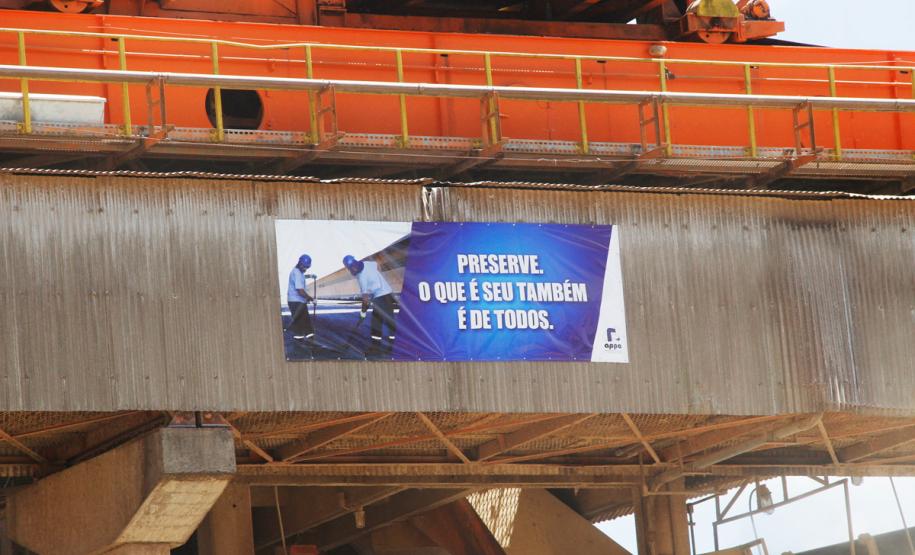 PRESERVE.
O QUE É SEU TAMBÉM
É DE TODOS.
appa